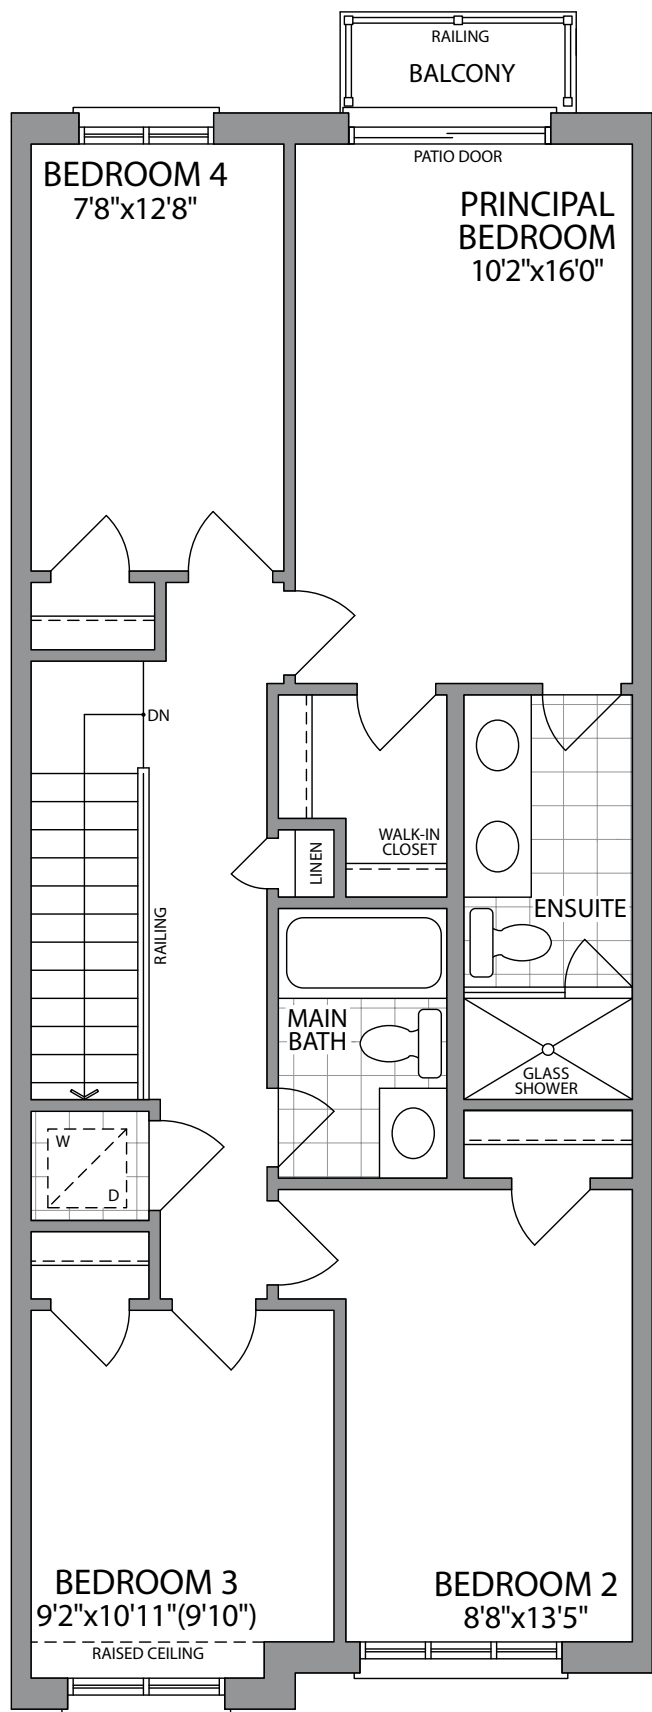 RAILING
BALCONY
PATIO DOOR
BEDROOM 4
7'8"x12'8"
PRINCIPAL
BEDROOM
10'2"x16'0"
DN
RAILING
LINEN
WALK-IN
CLOSET
ENSUITE
MAIN
BATH
GLASS
SHOWER
W
D
BEDROOM 3
9'2"x10'11"(9'10")
RAISED CEILING
BEDROOM 2
8'8"x13'5"